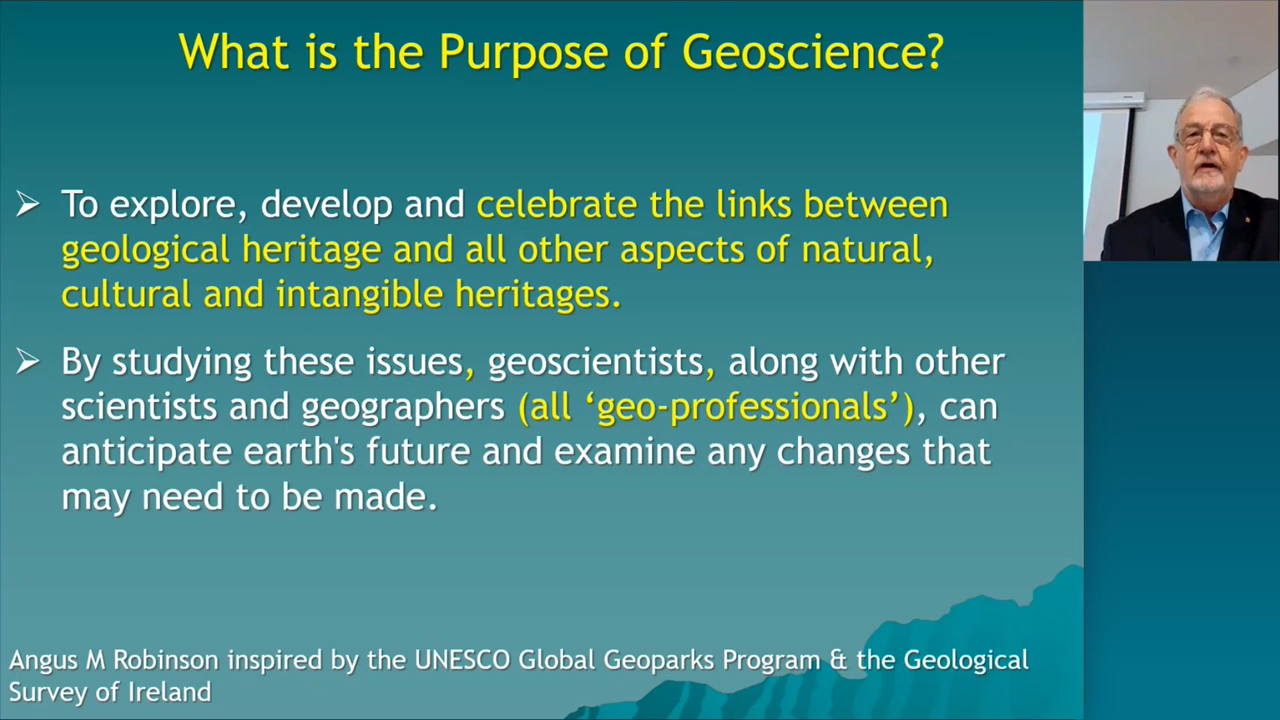 What is the Purpose of Geoscience?
➢ To explore, develop and celebrate the links between
geological heritage and all other aspects of natural,
cultural and intangible heritages.
➢ By studying these issues, geoscientists, along with other
scientists and geographers (all ‘geo-professionals’), can
anticipate earth's future and examine any changes that
may need to be made.
Angus M Robinson inspired by the UNESCO Global Geoparks Program & the Geological
Survey of Ireland